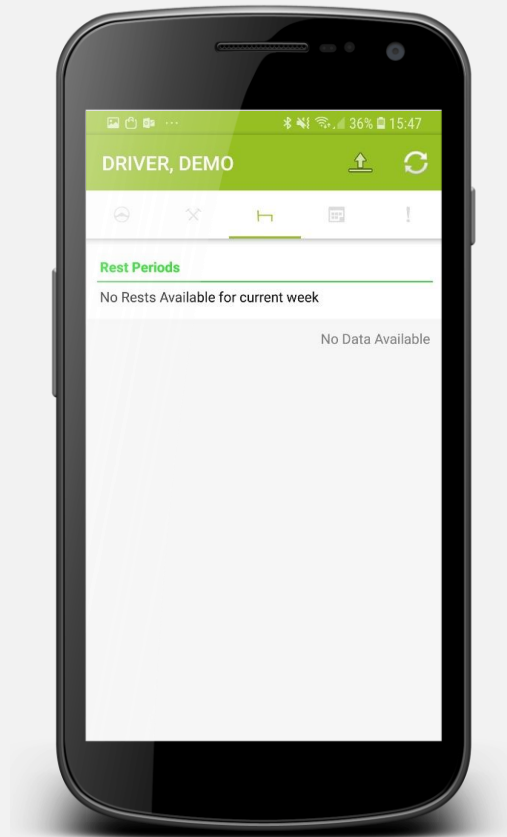 36% 15:47
DRIVER, DEMO
Rest Periods
No Rests Available for current week
No Data Available